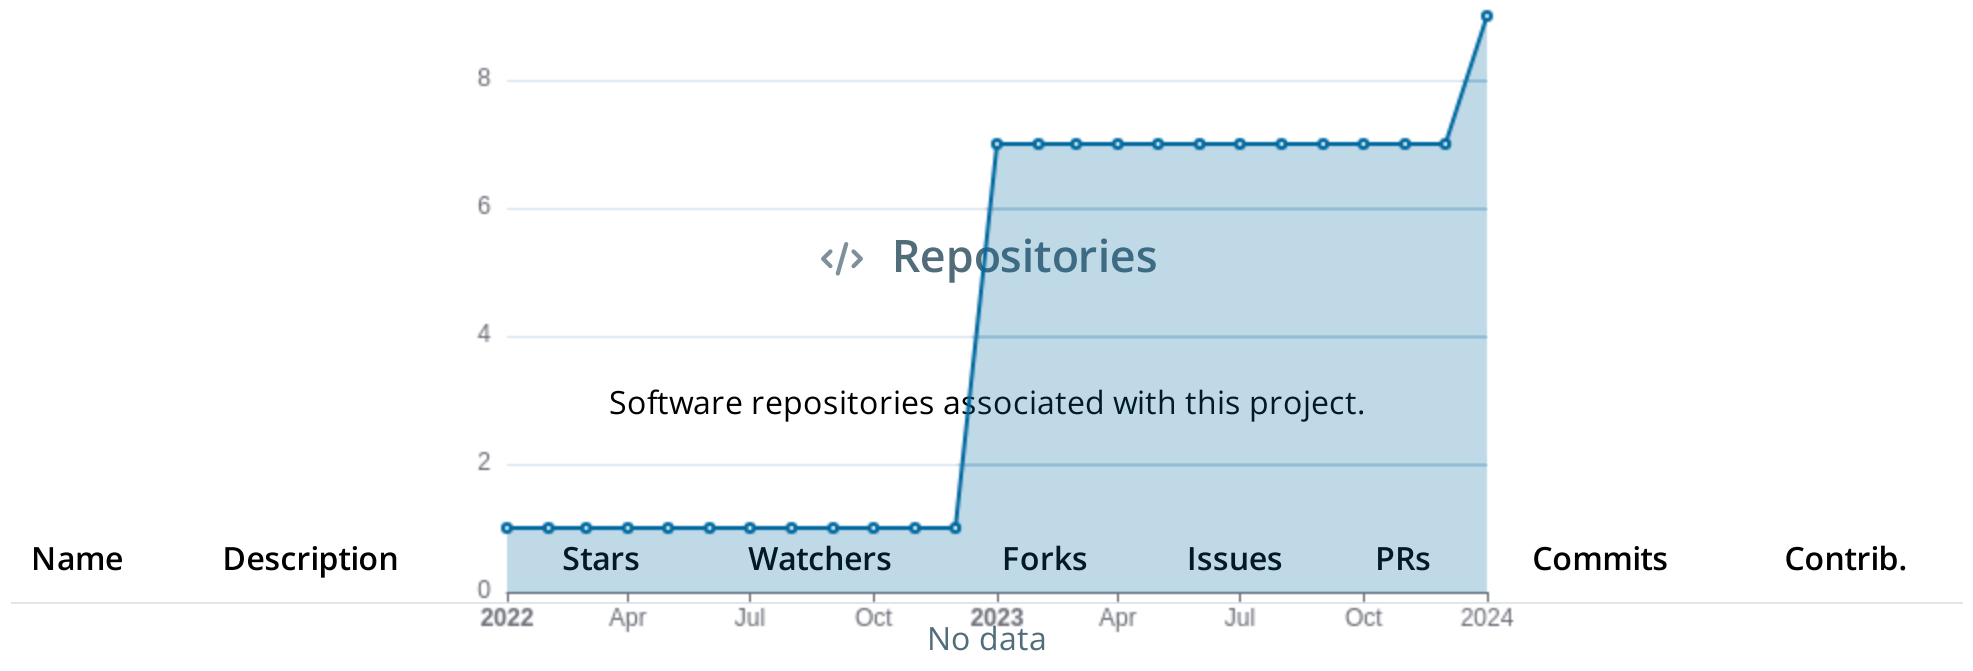 8
6
</> Repositories
4
Software repositories associated with this project.
2
Name Description Stars Watchers Forks Issues PRs Commits Contrib.
0
2022 Apr Jul Oct 2023 Apr Jul Oct 2024
No data